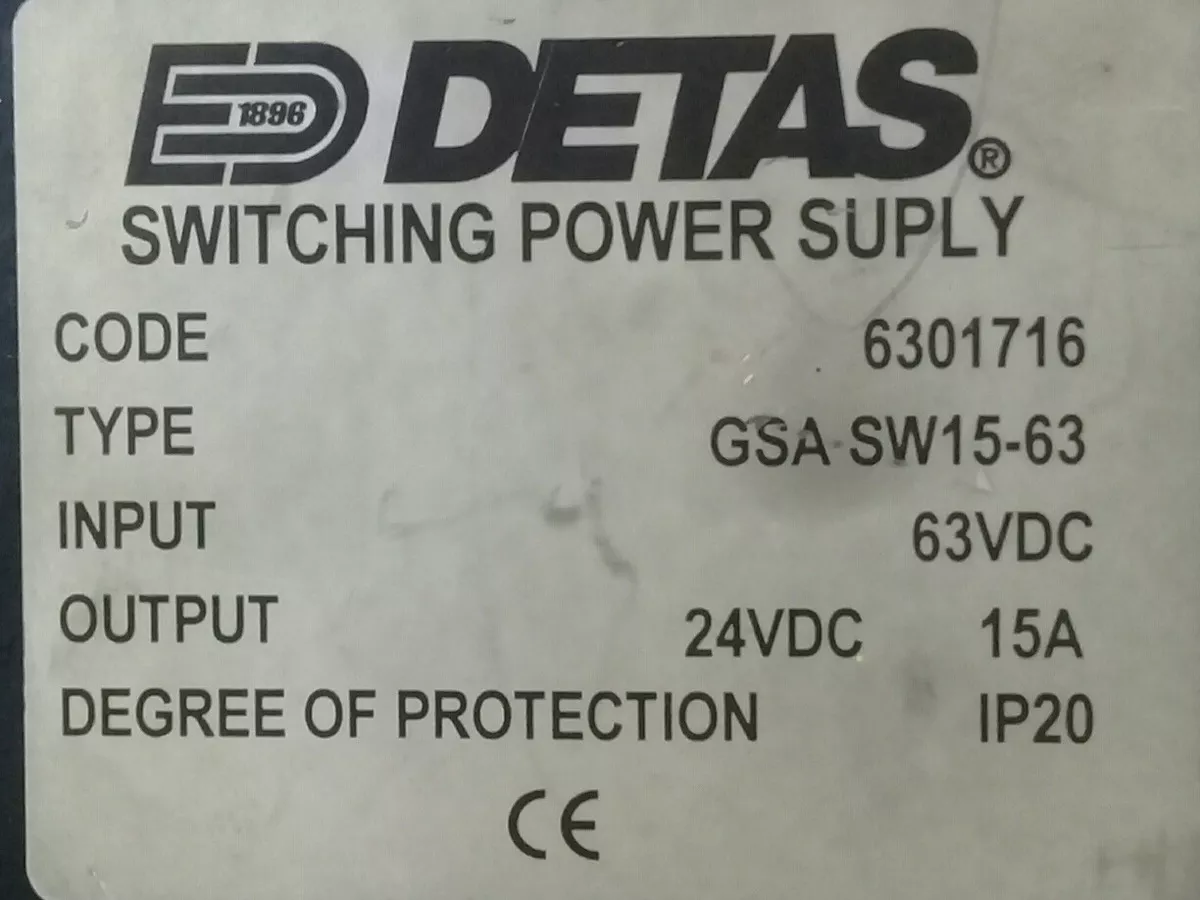 1896 DETAS®
SWITCHING POWER SUPLY
CODE 6301716
TYPE GSA-SW15-63
INPUT 63VDC
OUTPUT 24VDC 15A
DEGREE OF PROTECTION IP20
CE